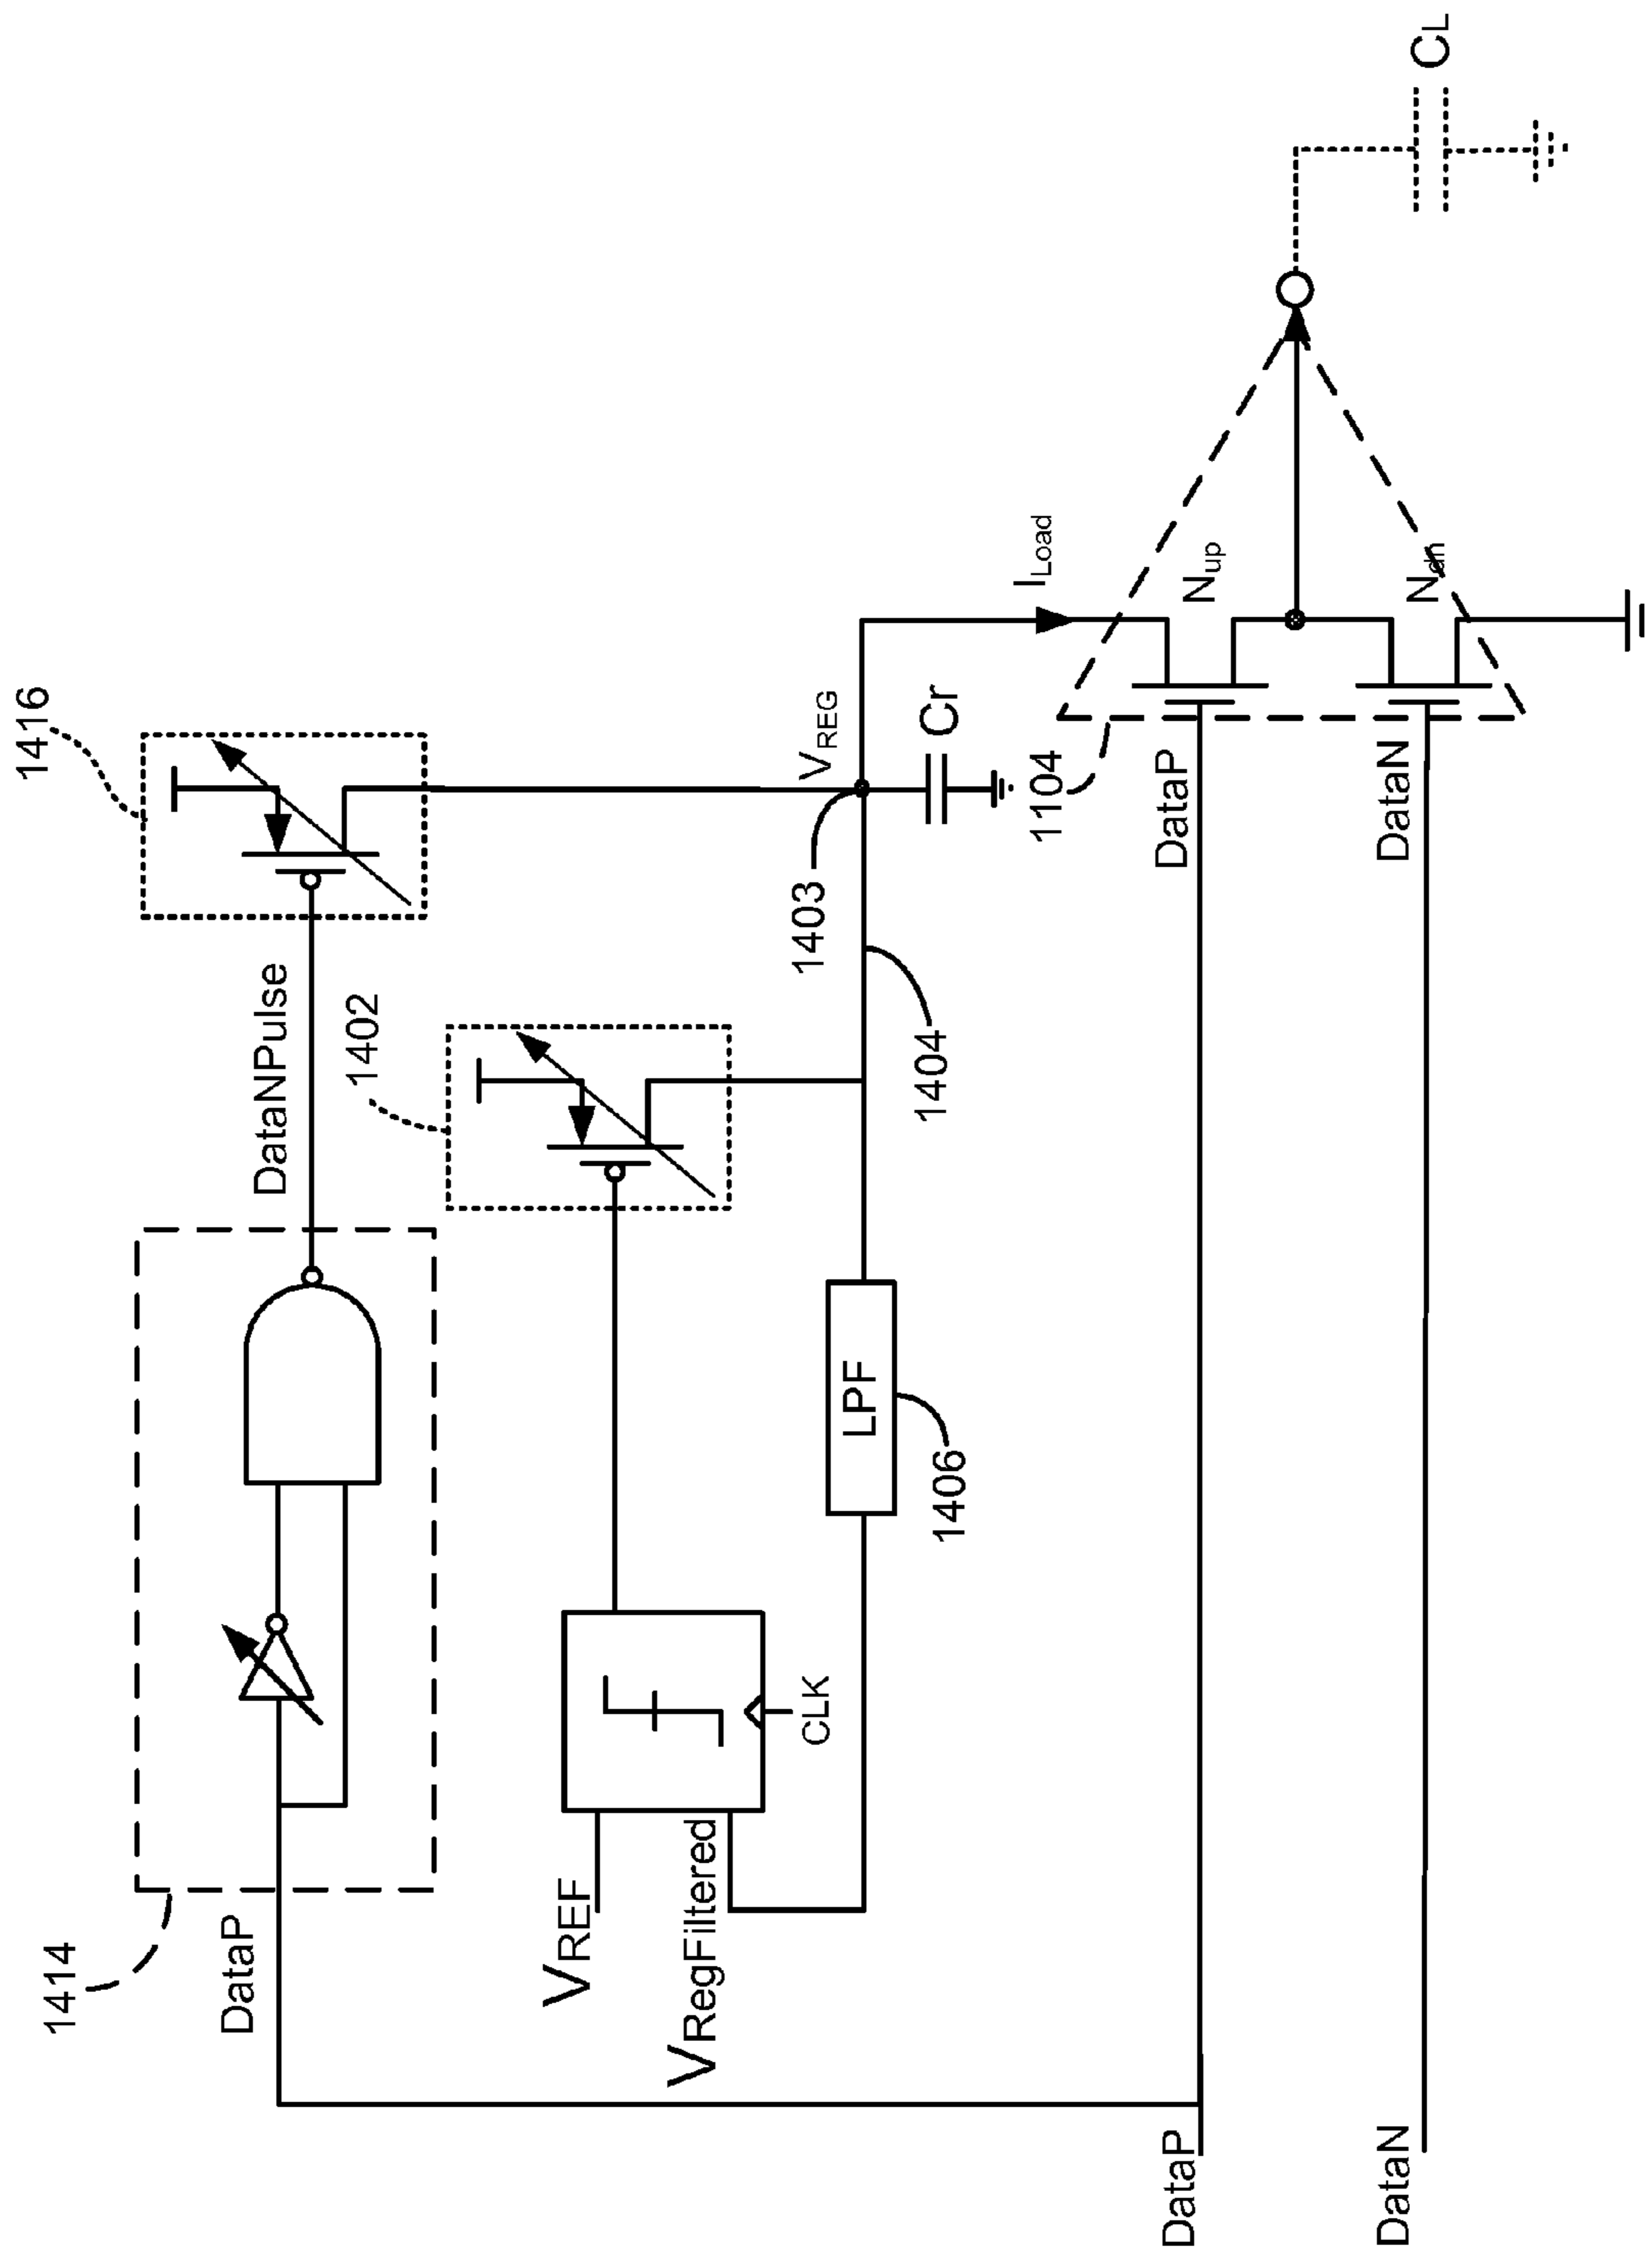 1414
DataP
DataNPulse
1416
1402
VREF
VRegFiltered
CLK
LPF
1406
1404
1403
VREG
Cr
ILoad
1104
DataP
DataP
Nup
DataN
DataN
Ndn
CL